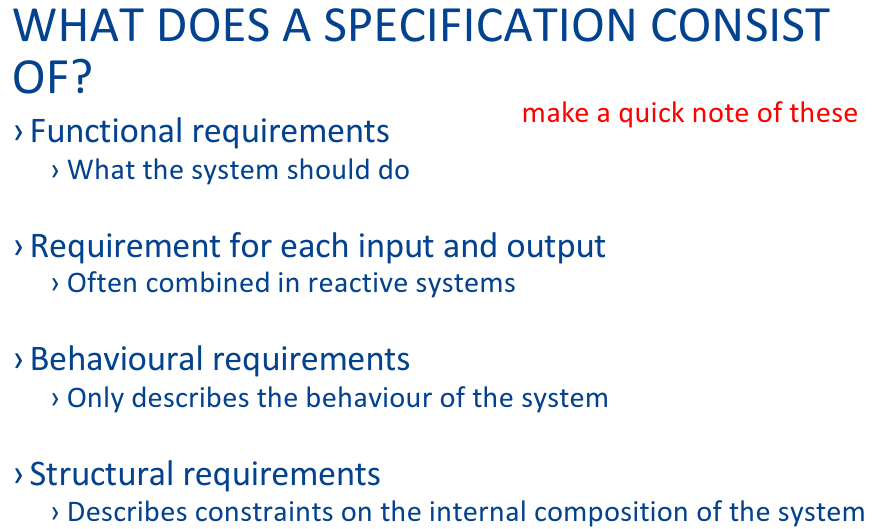 WHAT DOES A SPECIFICATION CONSIST
OF?
make a quick note of these
› Functional requirements
› What the system should do
› Requirement for each input and output
› Often combined in reactive systems
› Behavioural requirements
› Only describes the behaviour of the system
› Structural requirements
› Describes constraints on the internal composition of the system